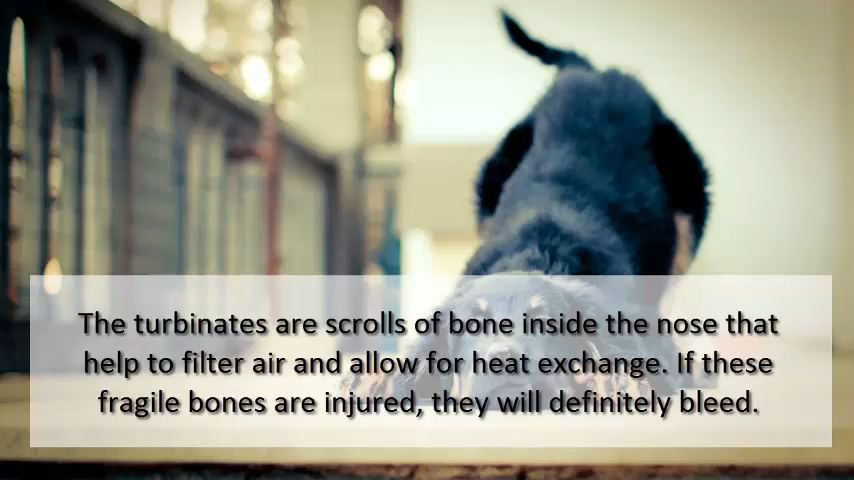 The turbinates are scrolls of bone inside the nose that
help to filter air and allow for heat exchange. If these
fragile bones are injured, they will definitely bleed.